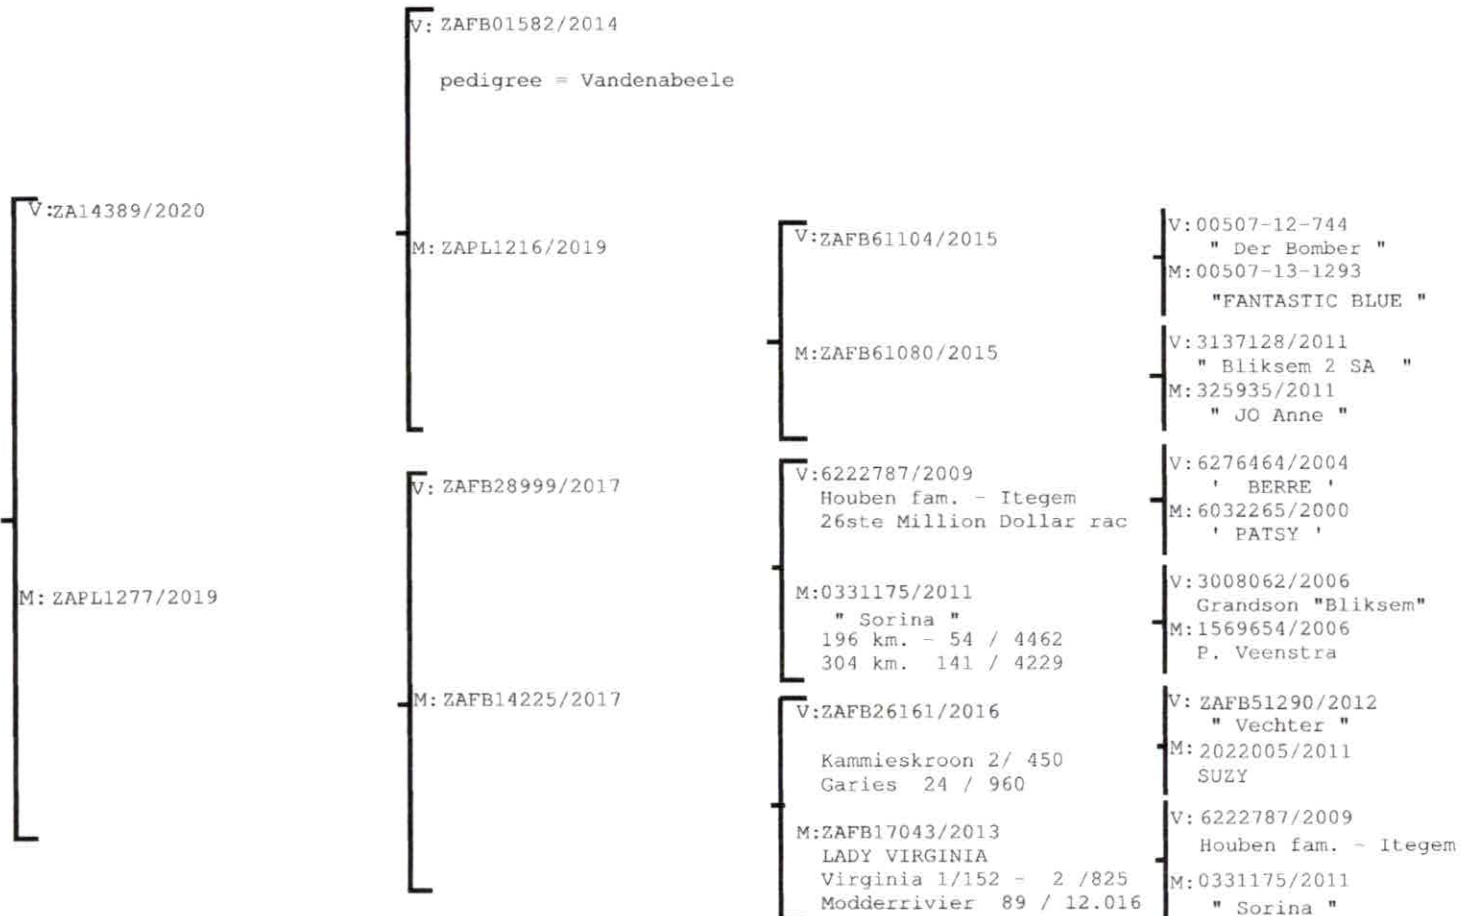 V:ZA14389/2020
M: ZAPL1277/2019
V: ZAFB01582/2014
pedigree = Vandenabeele
M: ZAPL1216/2019
V: ZAFB28999/2017
M: ZAFB14225/2017
V:ZAFB61104/2015
M:ZAFB61080/2015
V:6222787/2009
Houben fam. - Itegem
26ste Million Dollar rac
M:0331175/2011
" Sorina "
196 km. - 54 / 4462
304 km. 141 / 4229
V:ZAFB26161/2016
Kammieskroon 2/ 450
Garies 24 / 960
M:ZAFB17043/2013
LADY VIRGINIA
Virginia 1/152 - 2 /825
Modderrivier 89 / 12.016
V:00507-12-744
" Der Bomber "
M:00507-13-1293
"FANTASTIC BLUE "
V:3137128/2011
" Bliksem 2 SA "
M:325935/2011
" JO Anne "
V:6276464/2004
' BERRE '
M:6032265/2000
' PATSY '
V:3008062/2006
Grandson "Bliksem"
M:1569654/2006
P. Veenstra
V: ZAFB51290/2012
" Vechter "
M: 2022005/2011
SUZY
V: 6222787/2009
Houben fam. - Itegem
M:0331175/2011
" Sorina "